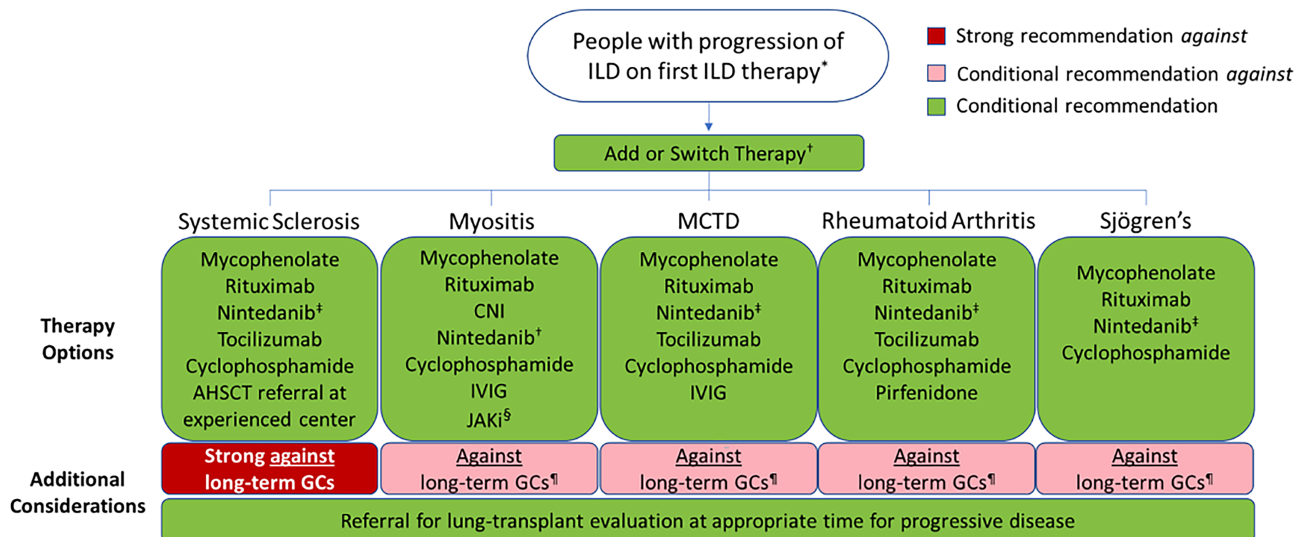 People with progression of
ILD on first ILD therapy*
Strong recommendation against
Conditional recommendation against
Conditional recommendation
Add or Switch Therapy†
Systemic Sclerosis
Myositis
MCTD
Rheumatoid Arthritis
Sjögren’s
Therapy
Options
Mycophenolate
Rituximab
Nintedanib‡
Tocilizumab
Cyclophosphamide
AHSCT referral at
experienced center
Mycophenolate
Rituximab
CNI
Nintedanib†
Cyclophosphamide
IVIG
JAKi§
Mycophenolate
Rituximab
Nintedanib‡
Tocilizumab
Cyclophosphamide
IVIG
Mycophenolate
Rituximab
Nintedanib‡
Tocilizumab
Cyclophosphamide
Pirfenidone
Mycophenolate
Rituximab
Nintedanib‡
Cyclophosphamide
Additional
Considerations
Strong against
long-term GCs
Against
long-term GCs¶
Against
long-term GCs¶
Against
long-term GCs¶
Against
long-term GCs¶
Referral for lung-transplant evaluation at appropriate time for progressive disease